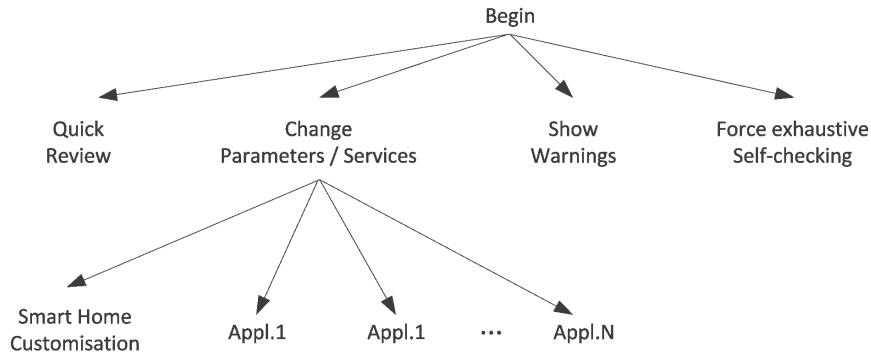 Begin
Quick
Review
Change
Parameters / Services
Show
Warnings
Force exhaustive
Self-checking
Smart Home
Customisation
Appl.1
Appl.1
...
Appl.N